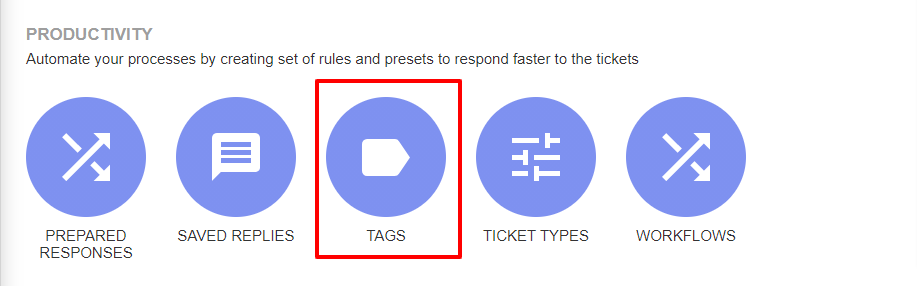 PRODUCTIVITY
Automate your processes by creating set of rules and presets to respond faster to the tickets
PREPARED
RESPONSES
SAVED REPLIES
TAGS
TICKET TYPES
WORKFLOWS